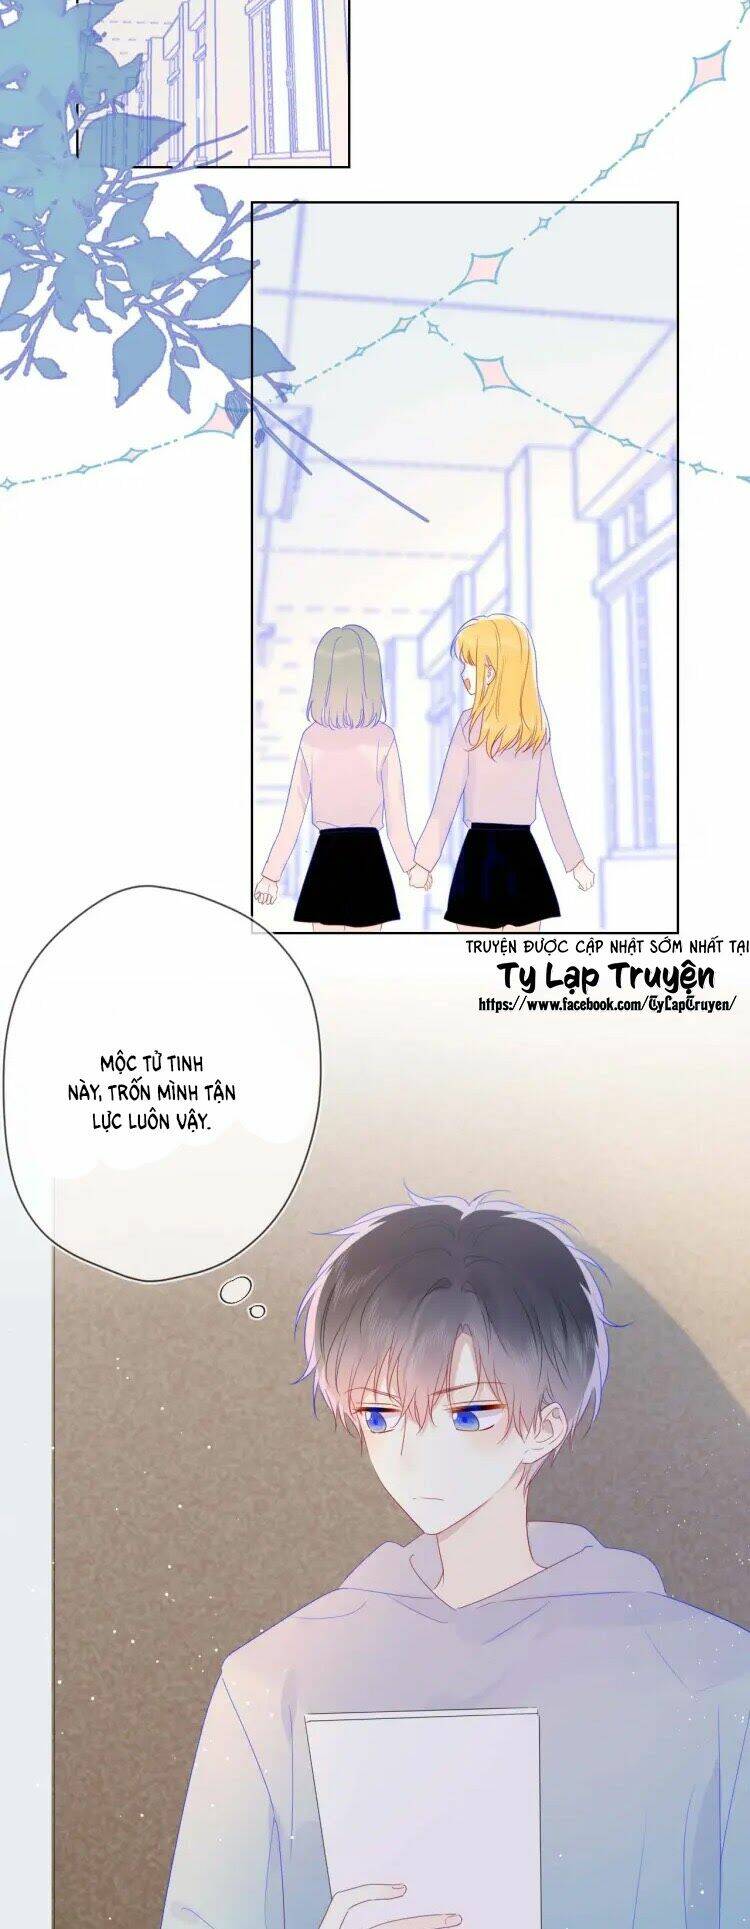 TRUYỆN ĐƯỢC CẬP NHẬT SỚM NHẤT TẠI
Ty Lạp Truyện
https://www.facebook.com/TyLapTruyen/
MỘC TỬ TINH
NÀY, TRỐN MÌNH TẬN
LỰC LUÔN VẬY.